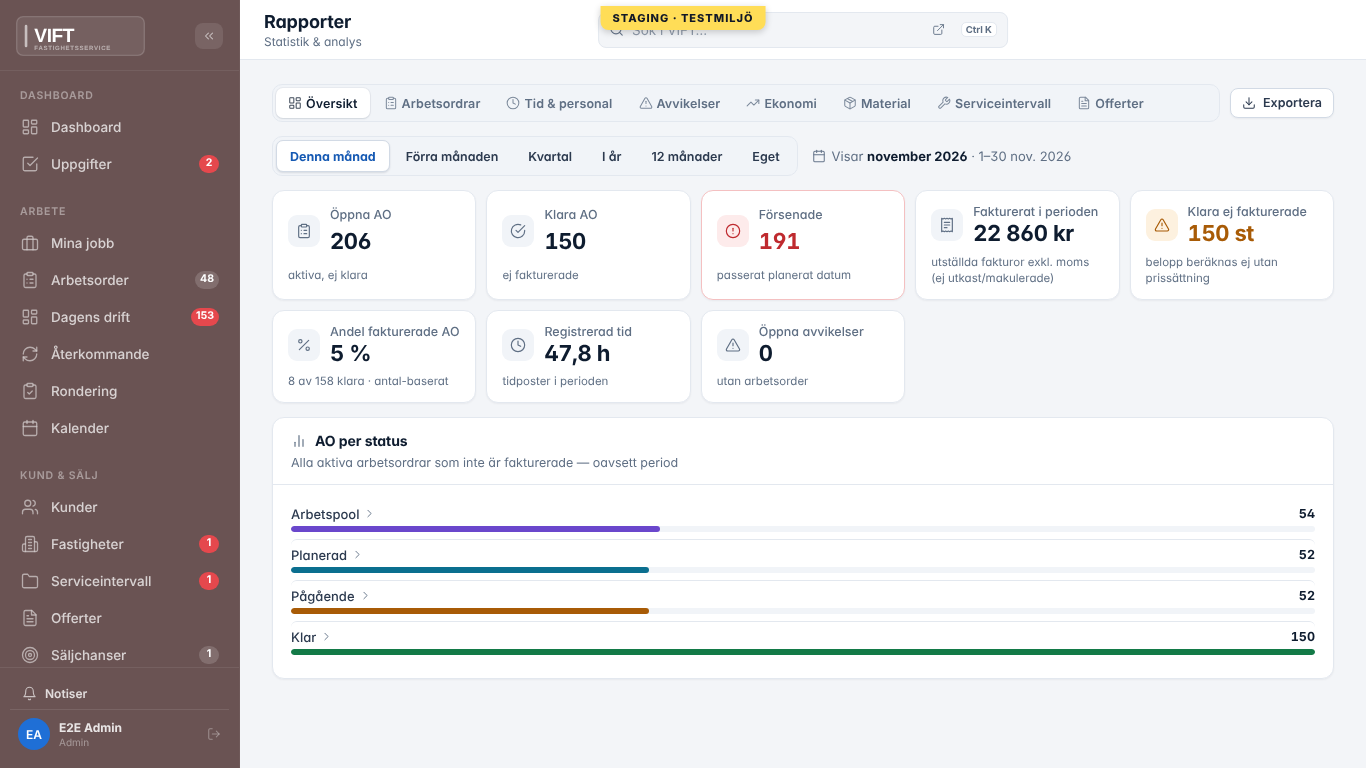 VIFT
FASTIGHETSSERVICE
DASHBOARD
Dashboard
Uppgifter 2
ARBETE
Mina jobb
Arbetsorder 48
Dagens drift 153
Återkommande
Rondering
Kalender
KUND & SÄLJ
Kunder
Fastigheter 1
Serviceintervall 1
Offerter
Säljchanser 1
Notiser
EA E2E Admin
Admin
Rapporter
Statistik & analys
STAGING · TESTMILJÖ
Sök i VIFT... Ctrl K
Översikt Arbetsordrar Tid & personal Avvikelser Ekonomi Material Serviceintervall Offerter Exportera
Denna månad Förra månaden Kvartal I år 12 månader Eget Visar november 2026 · 1–30 nov. 2026
Öppna AO
206
aktiva, ej klara
Klara AO
150
ej fakturerade
Försenade
191
passerat planerat datum
Fakturerat i perioden
22 860 kr
utställda fakturor exkl. moms
(ej utkast/makulerade)
Klara ej fakturerade
150 st
belopp beräknas ej utan
prissättning
Andel fakturerade AO
5 %
8 av 158 klara · antal-baserat
Registrerad tid
47,8 h
tidposter i perioden
Öppna avvikelser
0
utan arbetsorder
AO per status
Alla aktiva arbetsordrar som inte är fakturerade — oavsett period
Arbetspool 54
Planerad 52
Pågående 52
Klar 150